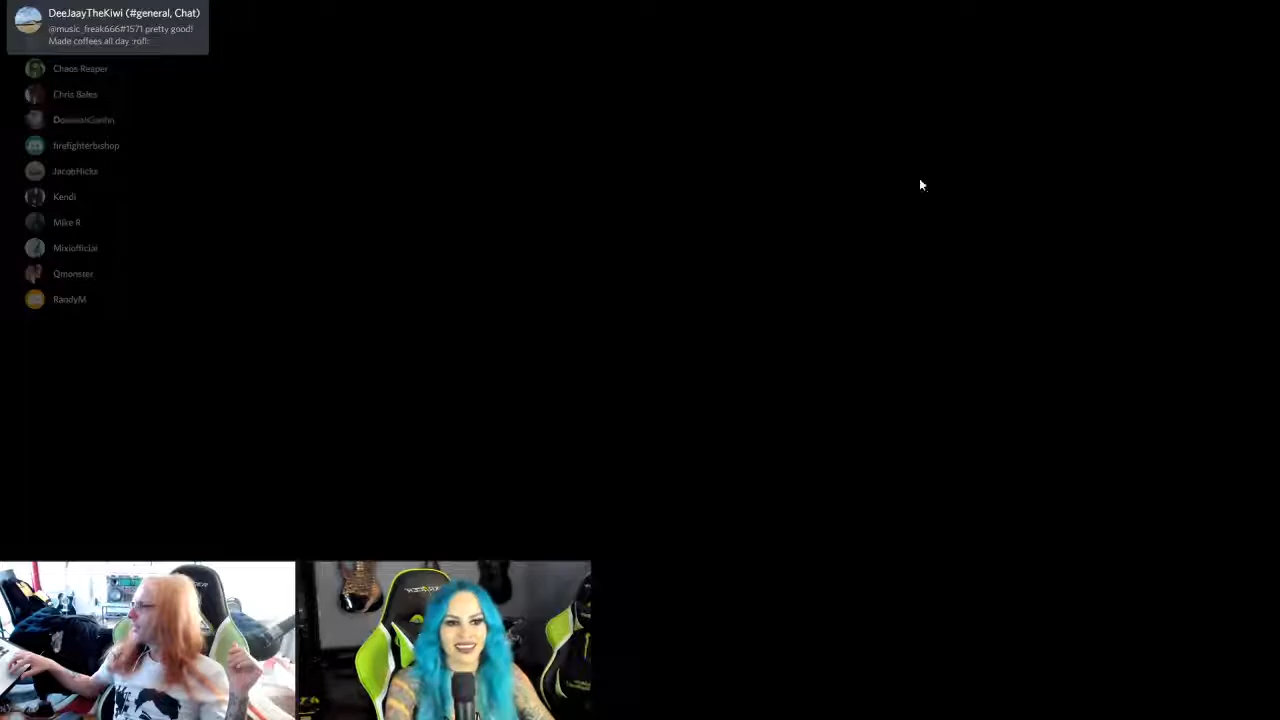 DeeJaayTheKiwi (#general, Chat)
@music_freak666#1571 pretty good!
Made coffees all day :rofl:
Chaos Reaper
Chris Bales
firefighterbishop
JacobHicks
Kendi
Mike R
Mixiofficial
Qmonster
RandyM